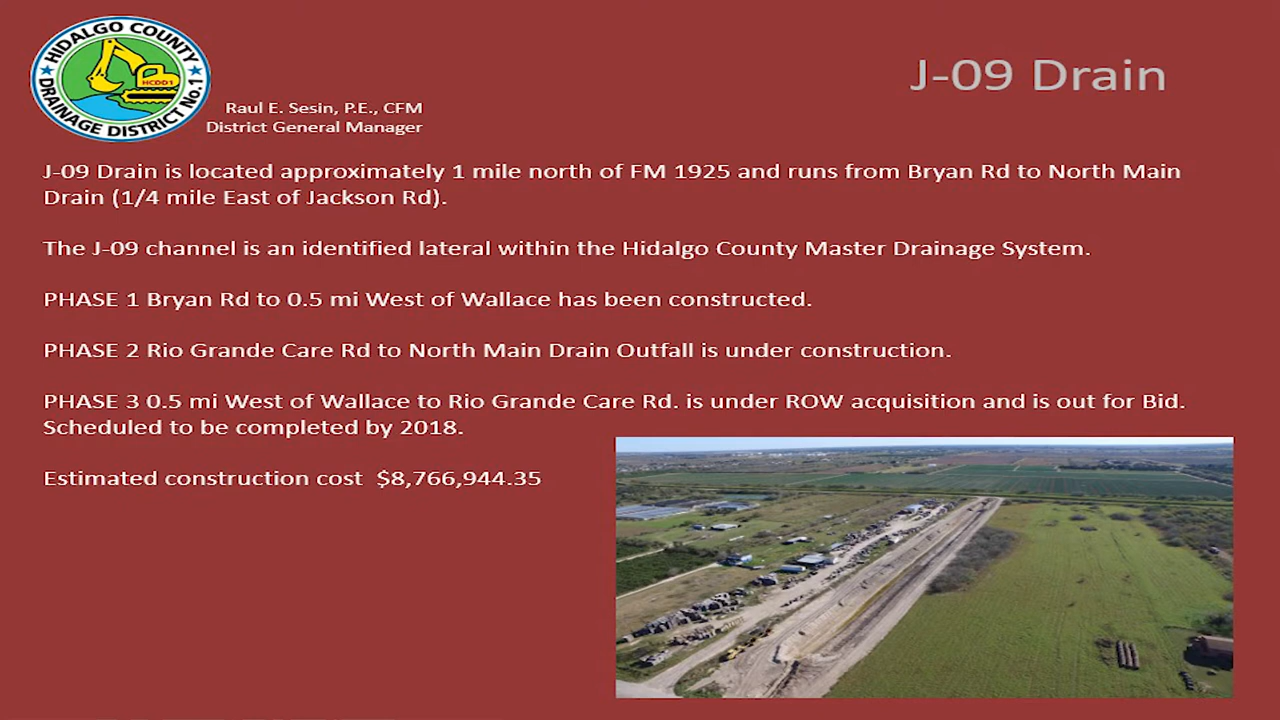 HIDALGO COUNTY
HCDD1
DRAINAGE DISTRICT No.1
Raul E. Sesin, P.E., CFM
District General Manager
J-09 Drain
J-09 Drain is located approximately 1 mile north of FM 1925 and runs from Bryan Rd to North Main
Drain (1/4 mile East of Jackson Rd).
The J-09 channel is an identified lateral within the Hidalgo County Master Drainage System.
PHASE 1 Bryan Rd to 0.5 mi West of Wallace has been constructed.
PHASE 2 Rio Grande Care Rd to North Main Drain Outfall is under construction.
PHASE 3 0.5 mi West of Wallace to Rio Grande Care Rd. is under ROW acquisition and is out for Bid.
Scheduled to be completed by 2018.
Estimated construction cost $8,766,944.35